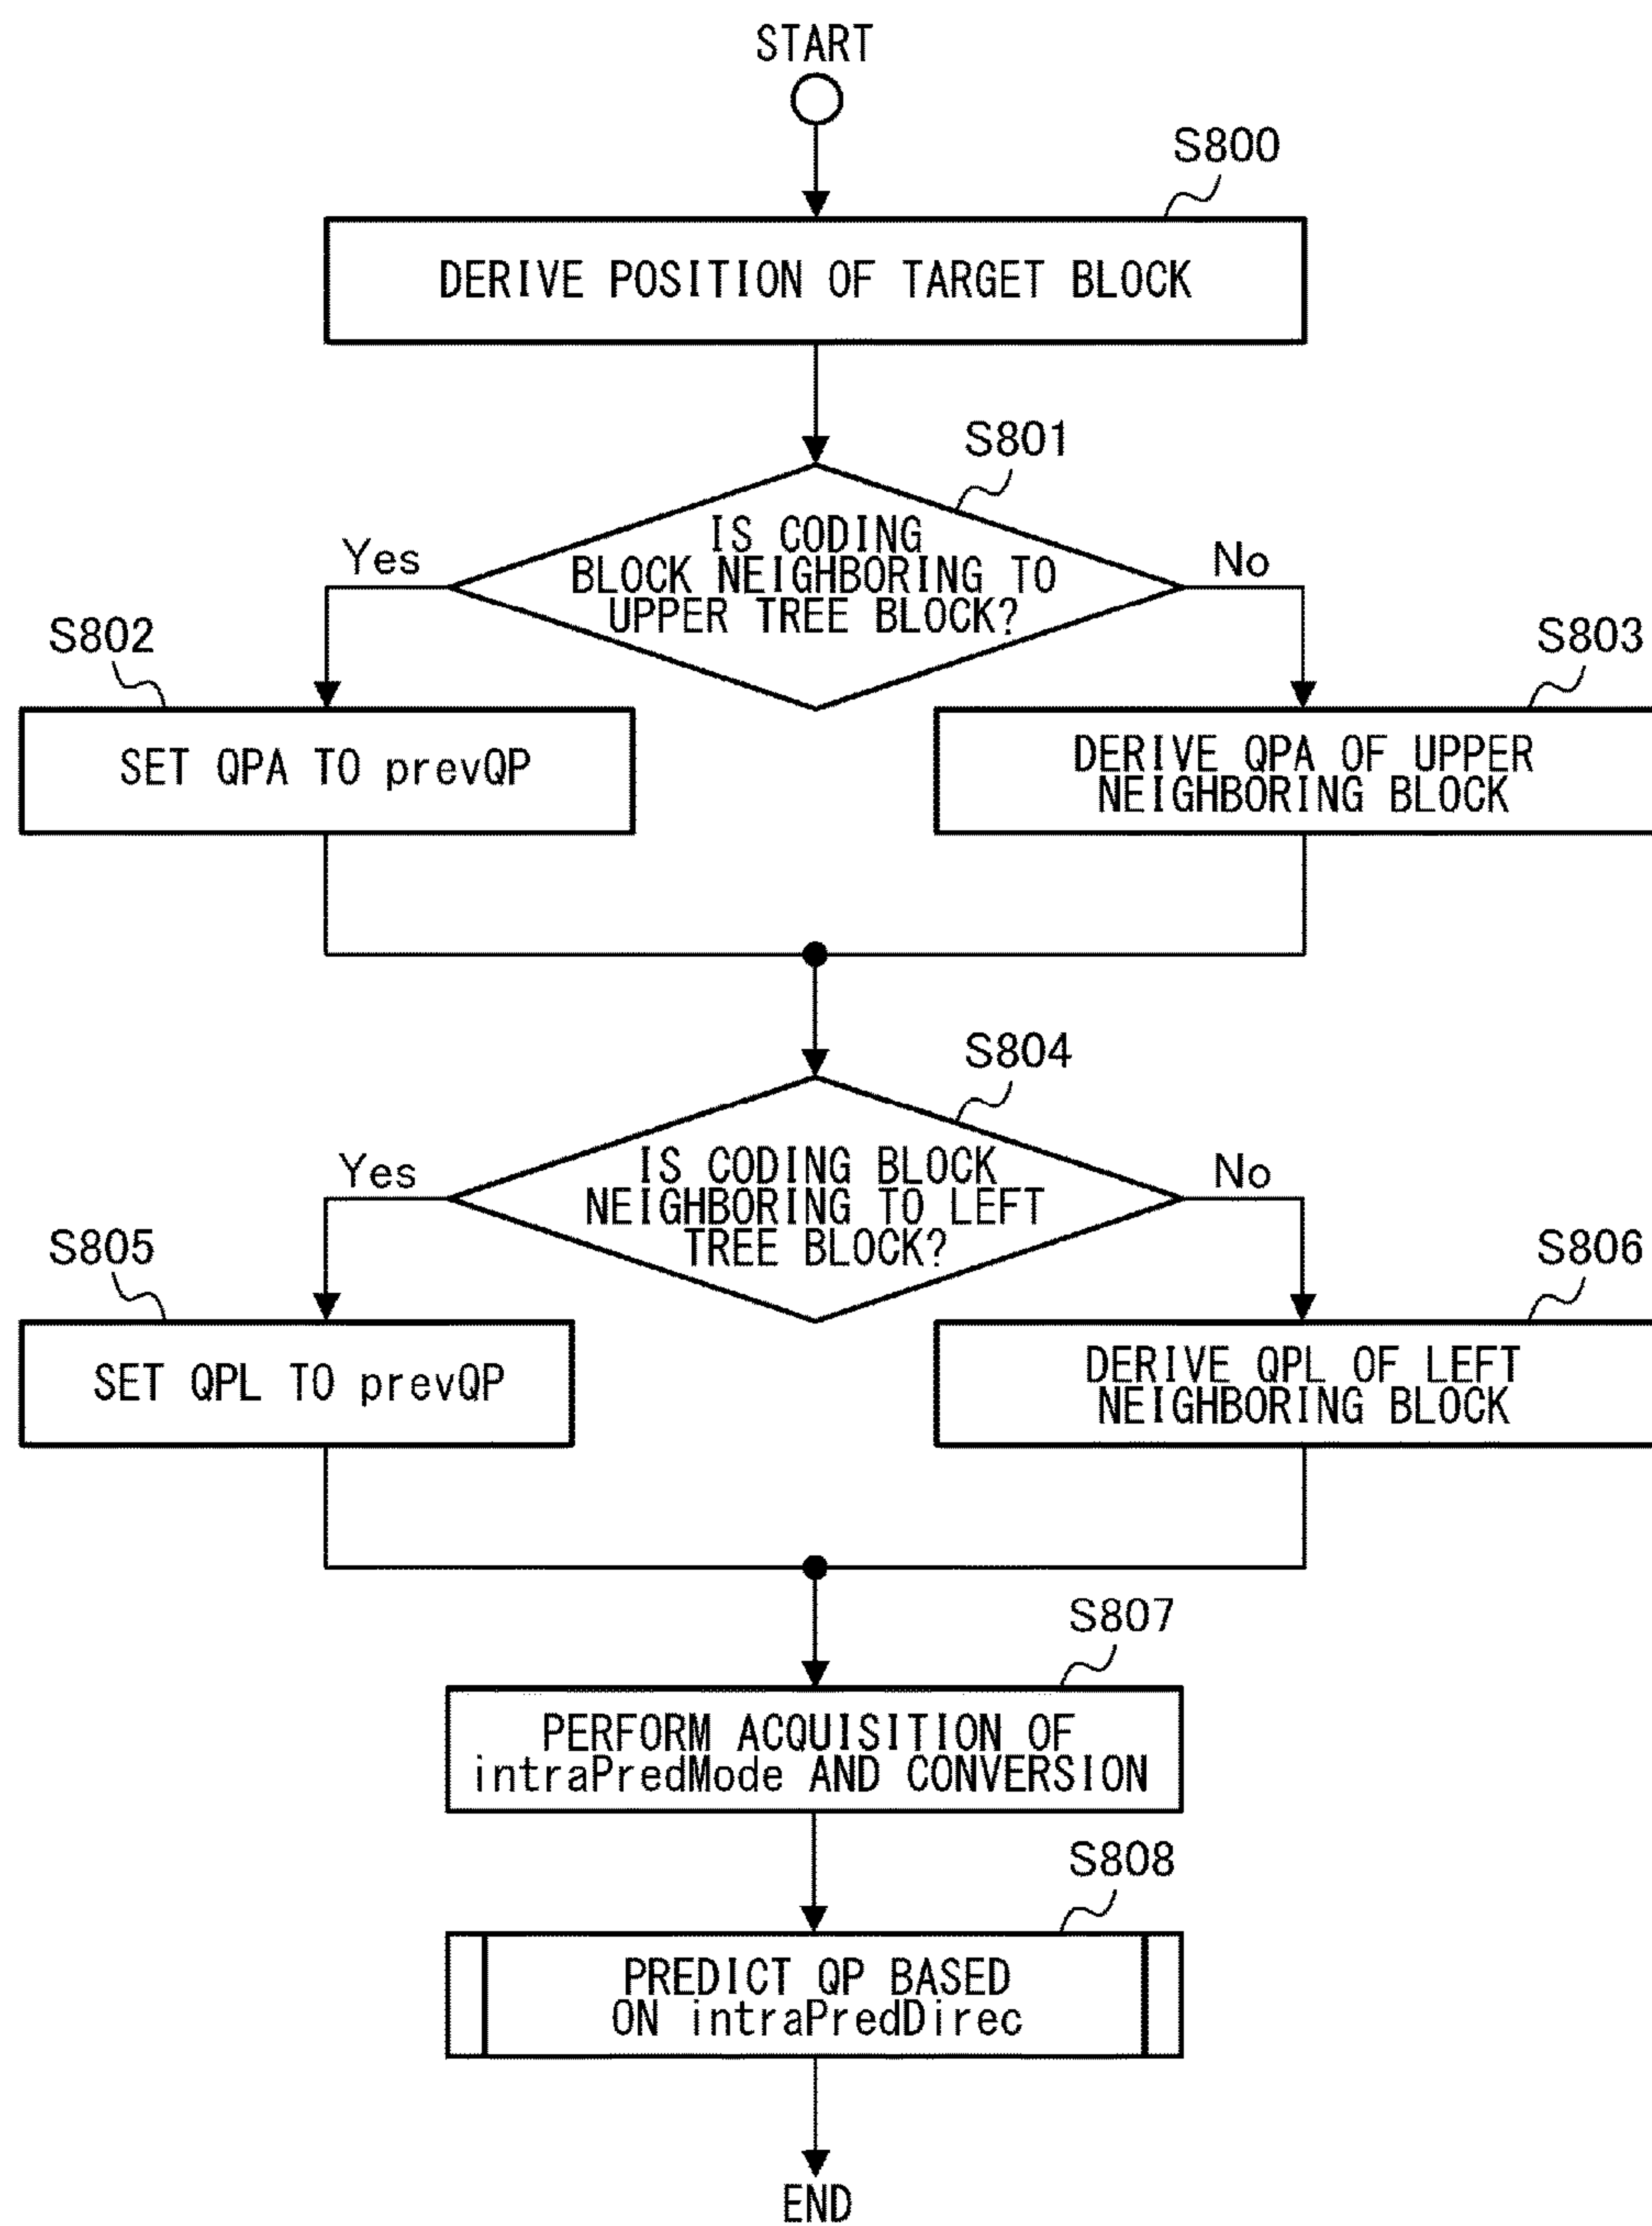 START
S800
DERIVE POSITION OF TARGET BLOCK
S801
IS CODING
BLOCK NEIGHBORING TO
UPPER TREE BLOCK?
Yes
No
S802
SET QPA TO prevQP
S803
DERIVE QPA OF UPPER
NEIGHBORING BLOCK
S804
IS CODING BLOCK
NEIGHBORING TO LEFT
TREE BLOCK?
Yes
No
S805
SET QPL TO prevQP
S806
DERIVE QPL OF LEFT
NEIGHBORING BLOCK
S807
PERFORM ACQUISITION OF
intraPredMode AND CONVERSION
S808
PREDICT QP BASED
ON intraPredDirec
END